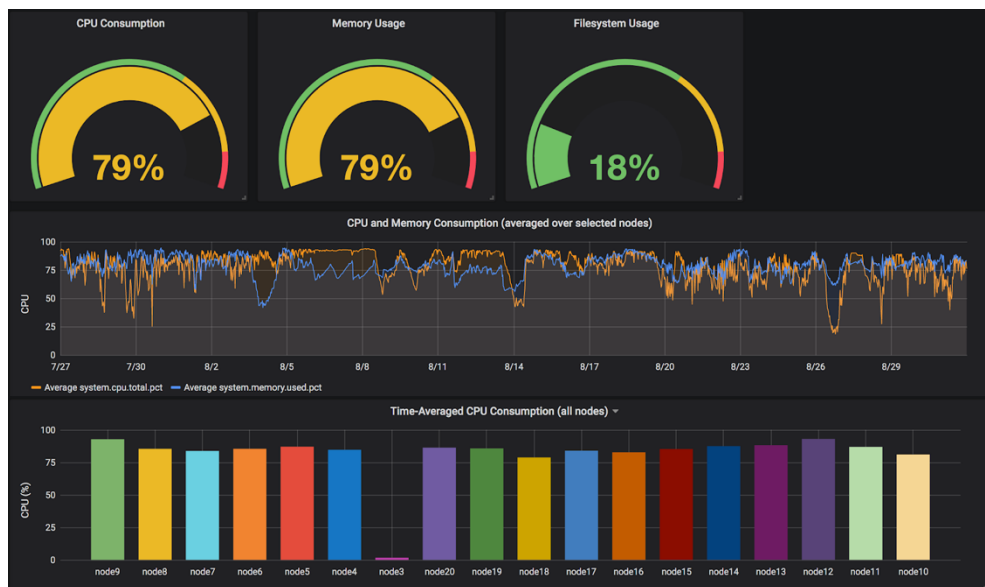 CPU Consumption
Memory Usage
Filesystem Usage
79%
79%
18%
CPU and Memory Consumption (averaged over selected nodes)
100
75
50
25
0
CPU
7/27 7/30 8/2 8/5 8/8 8/11 8/14 8/17 8/20 8/23 8/26 8/29
Average system.cpu.total.pct Average system.memory.used.pct
Time-Averaged CPU Consumption (all nodes)
100
75
50
25
0
CPU (%)
node9 node8 node7 node6 node5 node4 node3 node20 node19 node18 node17 node16 node15 node14 node13 node12 node11 node10